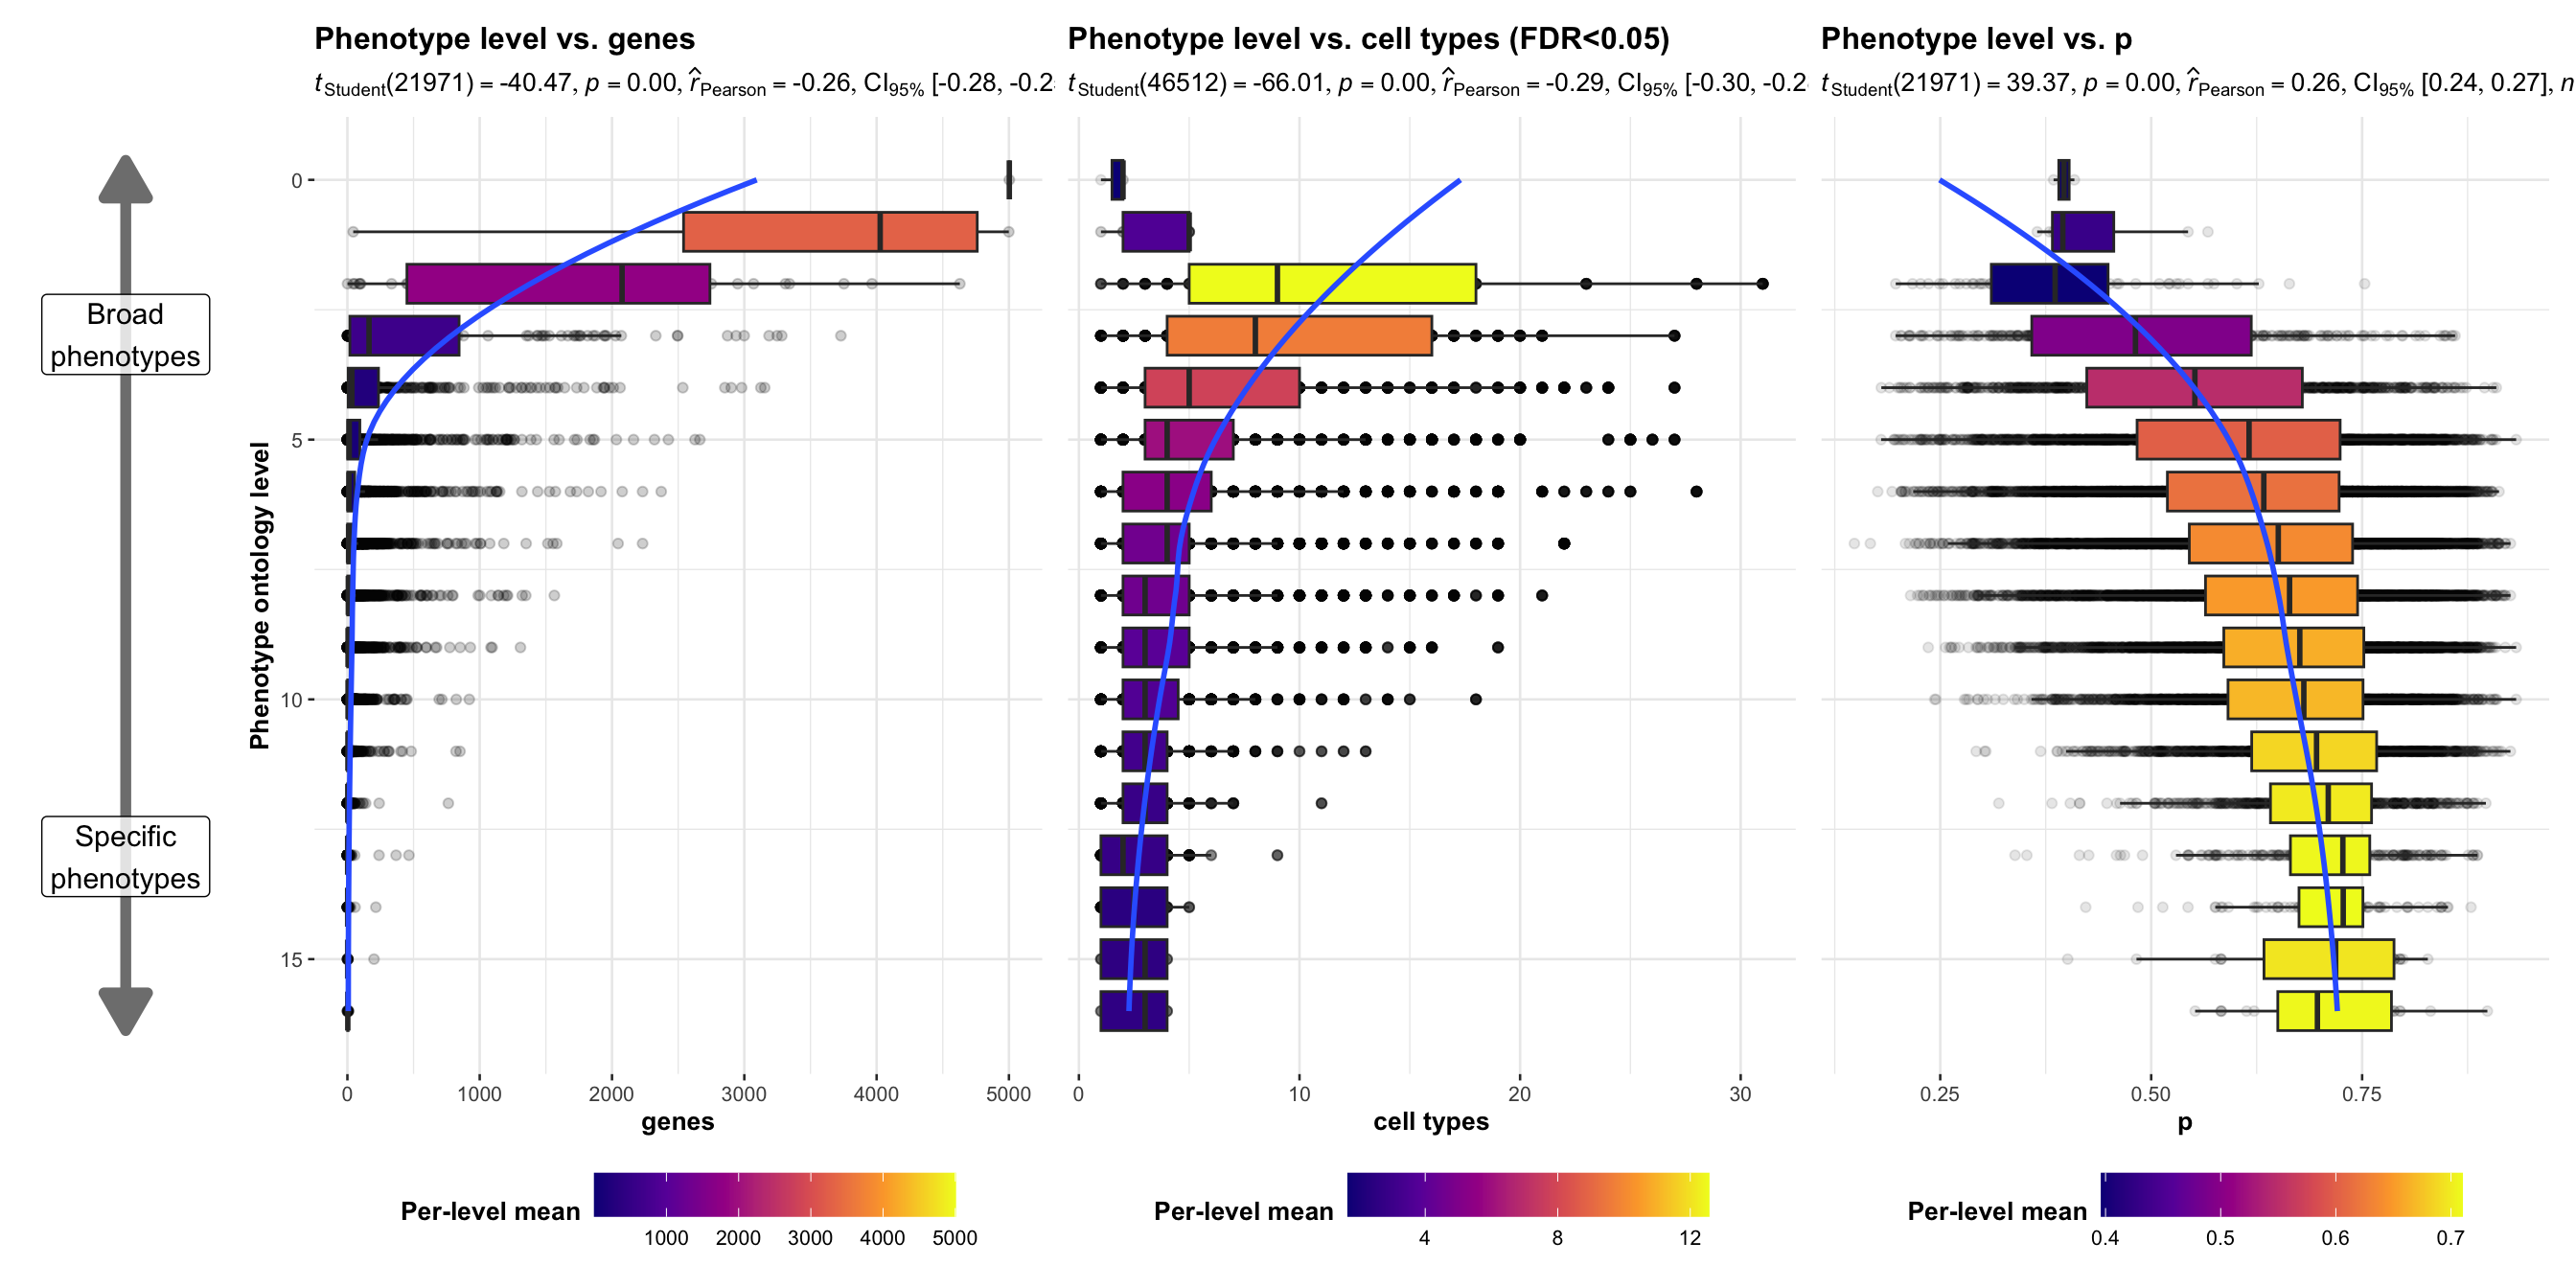 Phenotype level vs. genes
t Student(21971) = -40.47, p = 0.00, r̂ Pearson = -0.26, CI95% [-0.28, -0.2
Phenotype level vs. cell types (FDR<0.05)
t Student(46512) = -66.01, p = 0.00, r̂ Pearson = -0.29, CI95% [-0.30, -0.2
Phenotype level vs. p
t Student(21971) = 39.37, p = 0.00, r̂ Pearson = 0.26, CI95% [0.24, 0.27], n
Broad
phenotypes
Specific
phenotypes
Phenotype ontology level
0
5
10
15
0 1000 2000 3000 4000 5000
genes
0 10 20 30
cell types
0.25 0.50 0.75
p
Per-level mean
1000 2000 3000 4000 5000
Per-level mean
4 8 12
Per-level mean
0.4 0.5 0.6 0.7